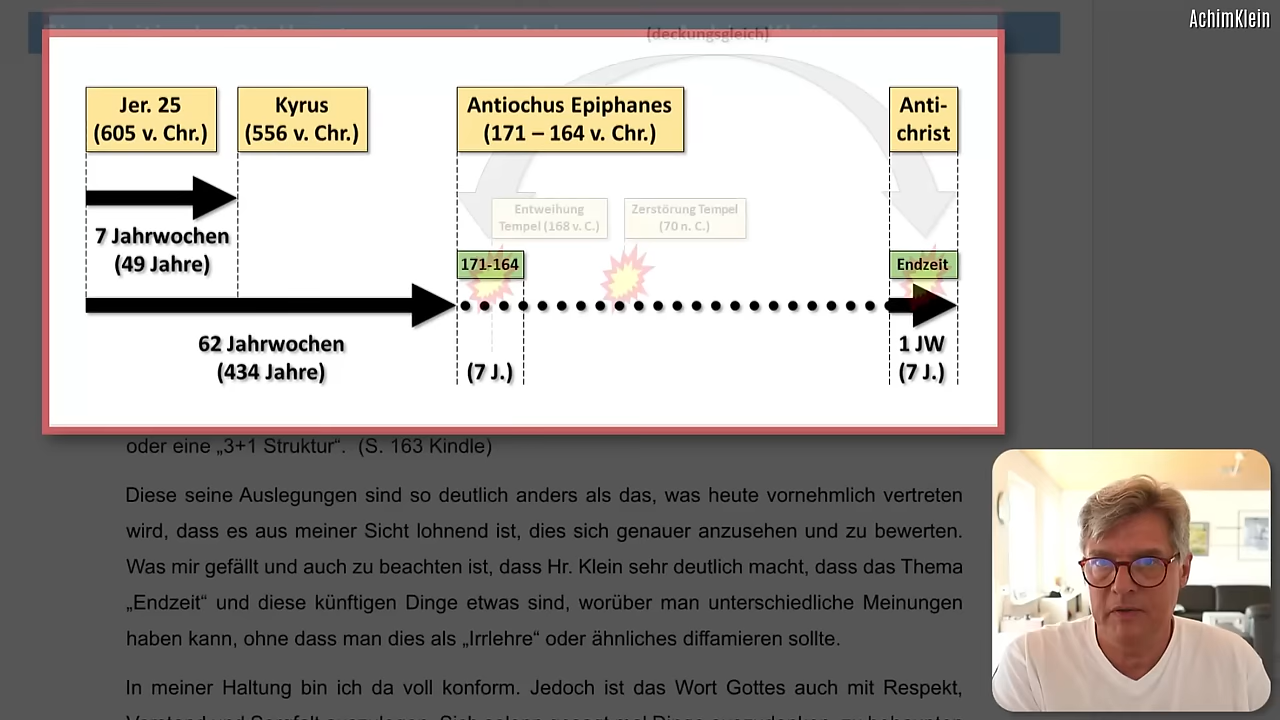 AchimKlein
(deckungsgleich)
Jer. 25
(605 v. Chr.)
Kyrus
(556 v. Chr.)
Antiochus Epiphanes
(171 – 164 v. Chr.)
Anti-
christ
7 Jahrwochen
(49 Jahre)
Entweihung
Tempel (168 v. C.)
Zerstörung Tempel
(70 n. C.)
171-164
Endzeit
62 Jahrwochen
(434 Jahre)
(7 J.)
1 JW
(7 J.)
oder eine „3+1 Struktur“. (S. 163 Kindle)
Diese seine Auslegungen sind so deutlich anders als das, was heute vornehmlich vertreten
wird, dass es aus meiner Sicht lohnend ist, dies sich genauer anzusehen und zu bewerten.
Was mir gefällt und auch zu beachten ist, dass Hr. Klein sehr deutlich macht, dass das Thema
„Endzeit“ und diese künftigen Dinge etwas sind, worüber man unterschiedliche Meinungen
haben kann, ohne dass man dies als „Irrlehre“ oder ähnliches diffamieren sollte.
In meiner Haltung bin ich da voll konform. Jedoch ist das Wort Gottes auch mit Respekt,